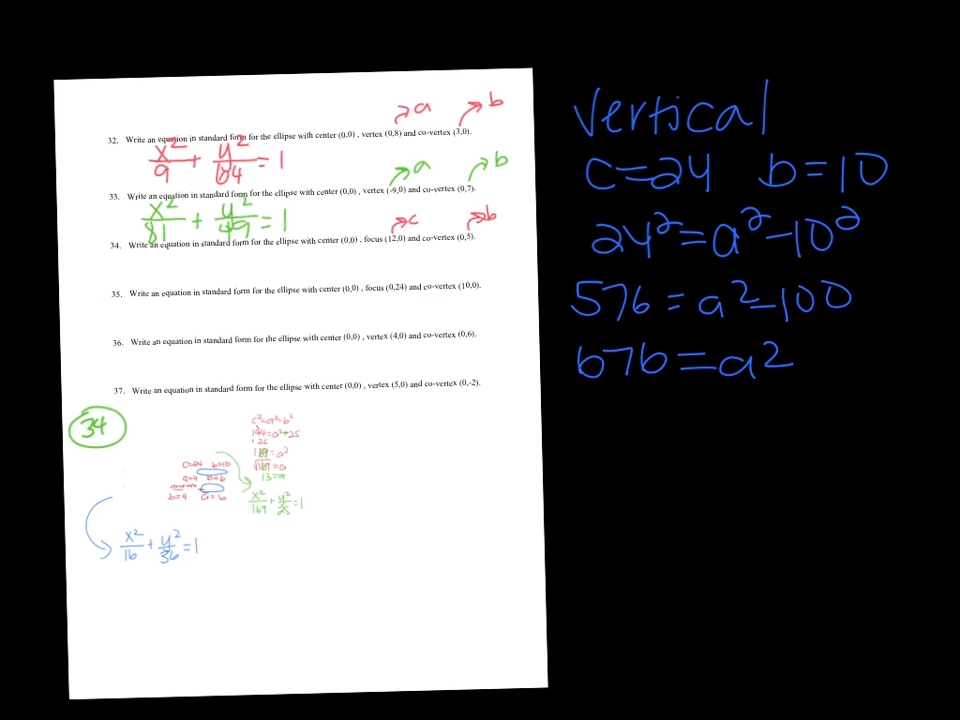 →a →b
32. Write an equation in standard form for the ellipse with center (0,0) , vertex (0,8) and co-vertex (3,0).
x²/9 + y²/64 = 1
→a →b
33. Write an equation in standard form for the ellipse with center (0,0) , vertex (-9,0) and co-vertex (0,7).
x²/81 + y²/49 = 1
→c →b
34. Write an equation in standard form for the ellipse with center (0,0) , focus (12,0) and co-vertex (0,5).
35. Write an equation in standard form for the ellipse with center (0,0) , focus (0,24) and co-vertex (10,0).
36. Write an equation in standard form for the ellipse with center (0,0) , vertex (4,0) and co-vertex (0,6).
37. Write an equation in standard form for the ellipse with center (0,0) , vertex (5,0) and co-vertex (0,-2).
34
c²=a²-b²
+25
169=a²
√169=a
13=a
x²/169 + y²/25 = 1
c=24 b=10
a=4 b=6
b=4 a=6
x²/16 + y²/36 = 1
Vertical
c=24 b=10
24²=a²-10²
576=a²-100
676=a²